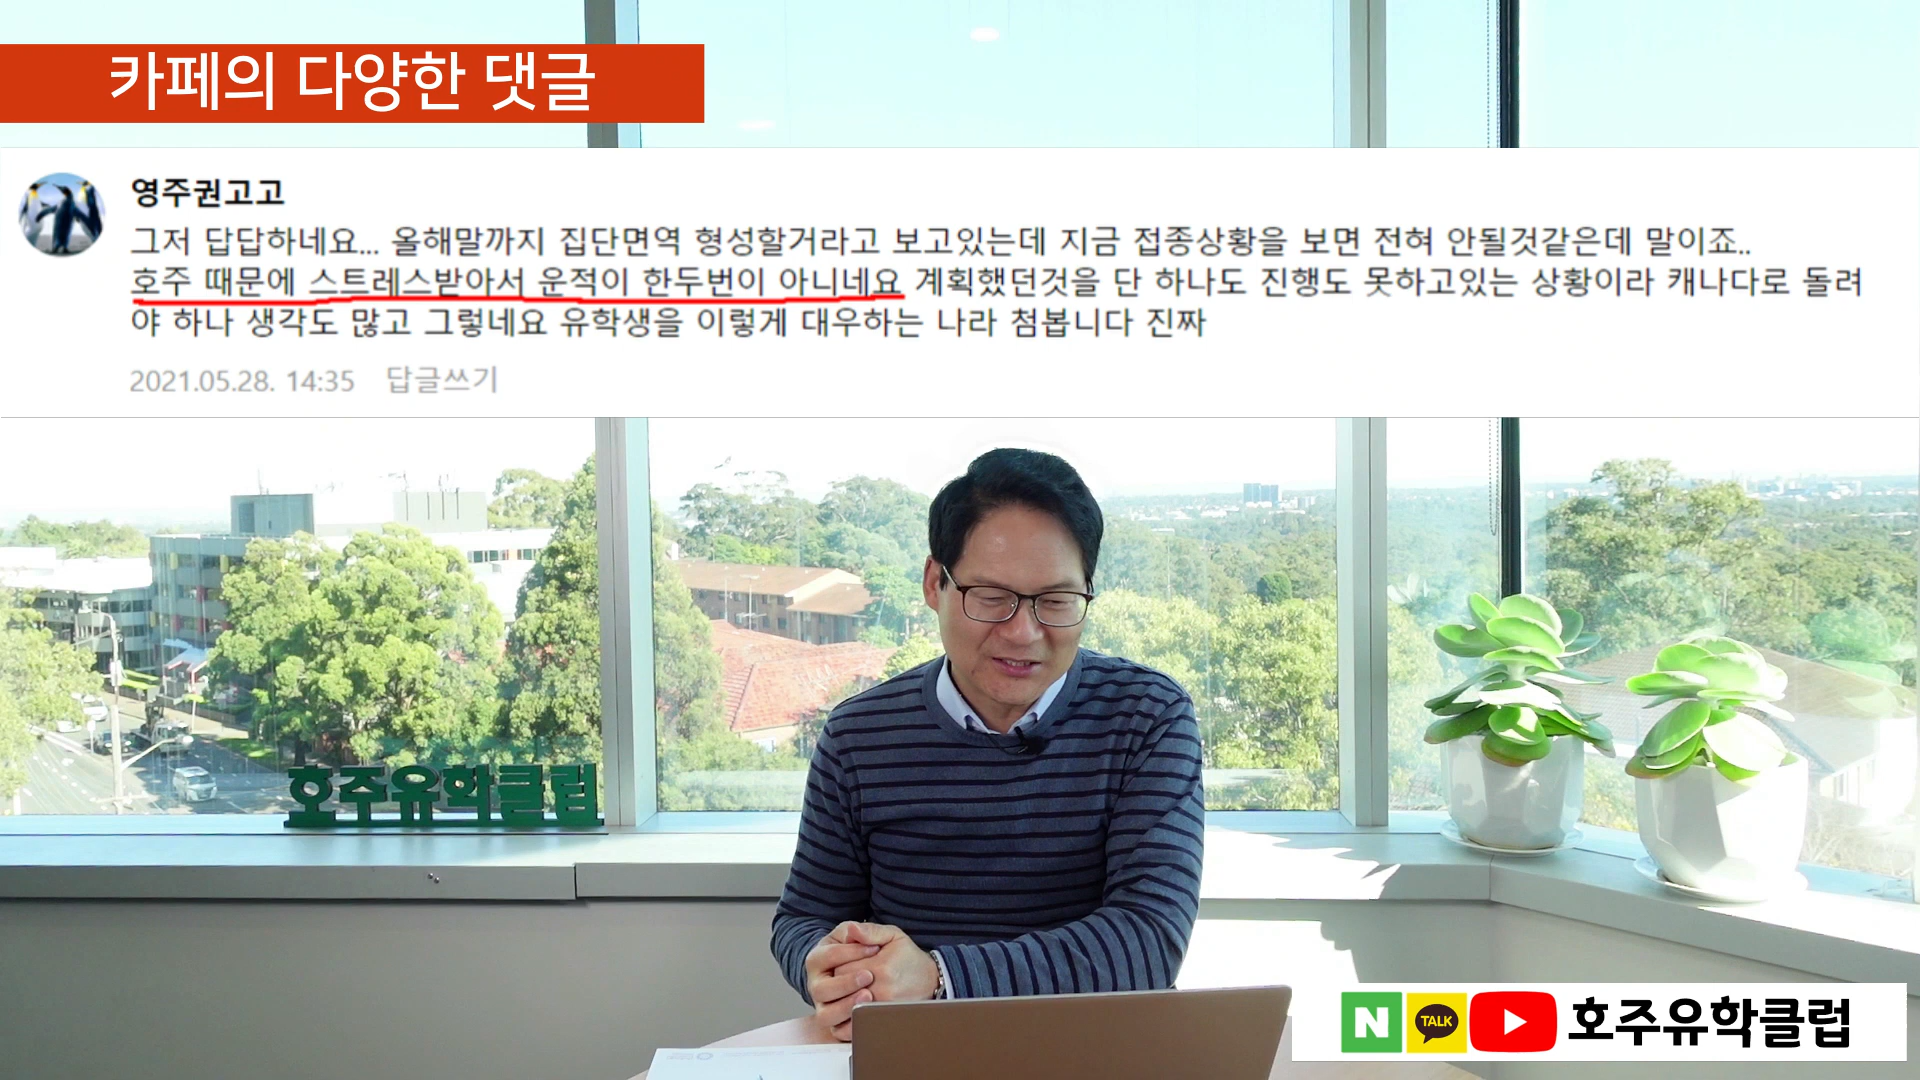 카페의 다양한 댓글
영주권고고
그저 답답하네요... 올해말까지 집단면역 형성할거라고 보고있는데 지금 접종상황을 보면 전혀 안될것같은데 말이죠..
호주 때문에 스트레스받아서 운적이 한두번이 아니네요 계획했던것을 단 하나도 진행도 못하고있는 상황이라 캐나다로 돌려
야 하나 생각도 많고 그렇네요 유학생을 이렇게 대우하는 나라 첨봅니다 진짜
2021.05.28. 14:35 답글쓰기
호주유학클럽
N TALK 호주유학클럽